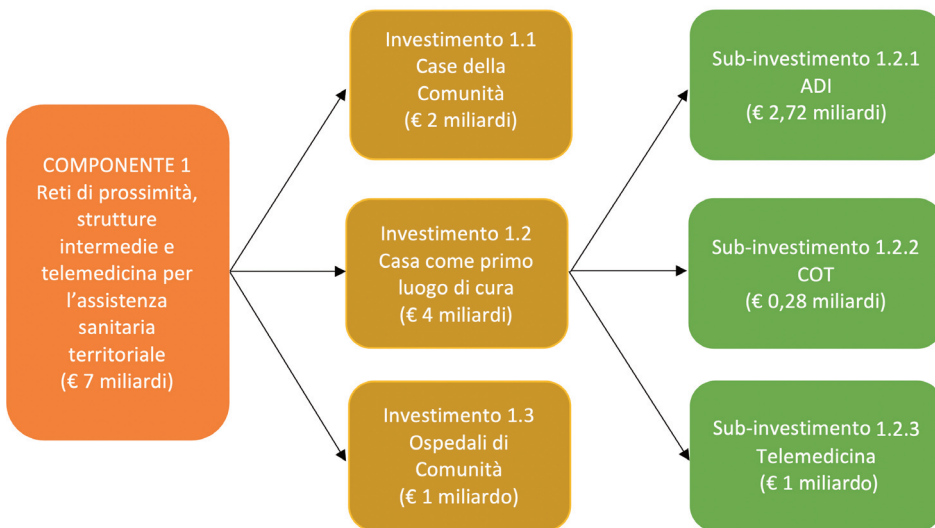 COMPONENTE 1
Reti di prossimità,
strutture
intermedie e
telemedicina per
l'assistenza
sanitaria
territoriale
(€ 7 miliardi)
Investimento 1.1
Case della
Comunità
(€ 2 miliardi)
Investimento 1.2
Casa come primo
luogo di cura
(€ 4 miliardi)
Investimento 1.3
Ospedali di
Comunità
(€ 1 miliardo)
Sub-investimento 1.2.1
ADI
(€ 2,72 miliardi)
Sub-investimento 1.2.2
COT
(€ 0,28 miliardi)
Sub-investimento 1.2.3
Telemedicina
(€ 1 miliardo)